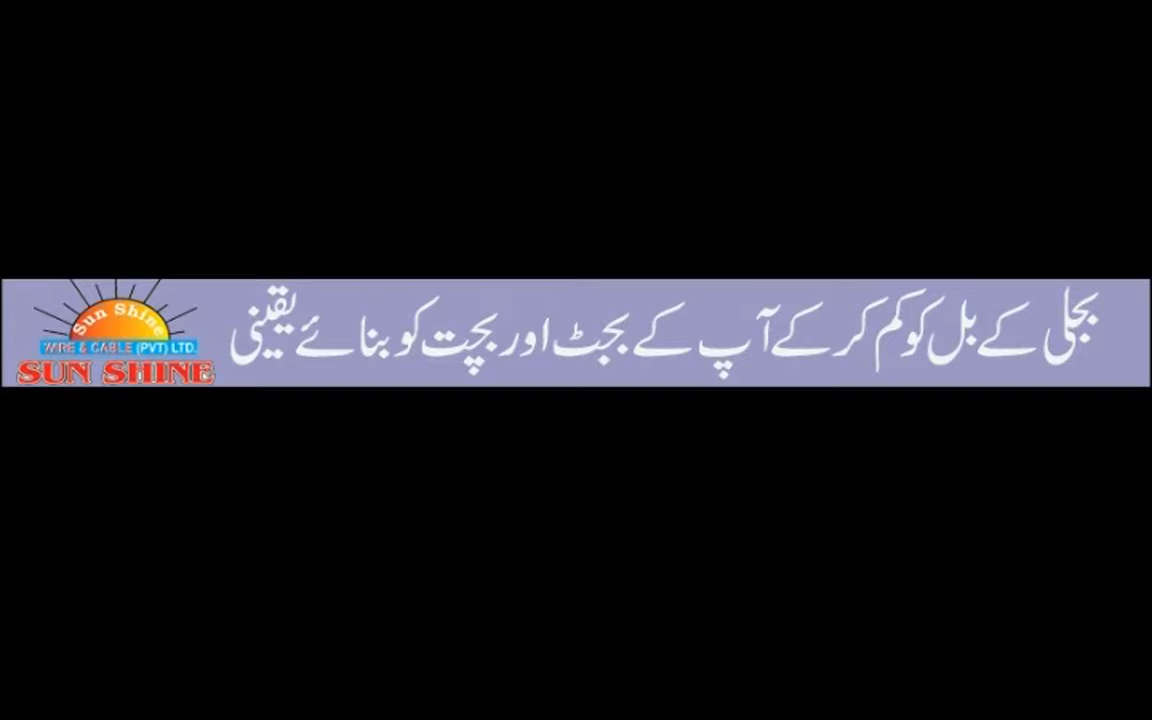 بجلی کے بل کو کم کر کے آپ کے بجٹ اور بچت کو بنائے یقینی
Sun Shine
WIRE & CABLE (PVT) LTD.
SUN SHINE